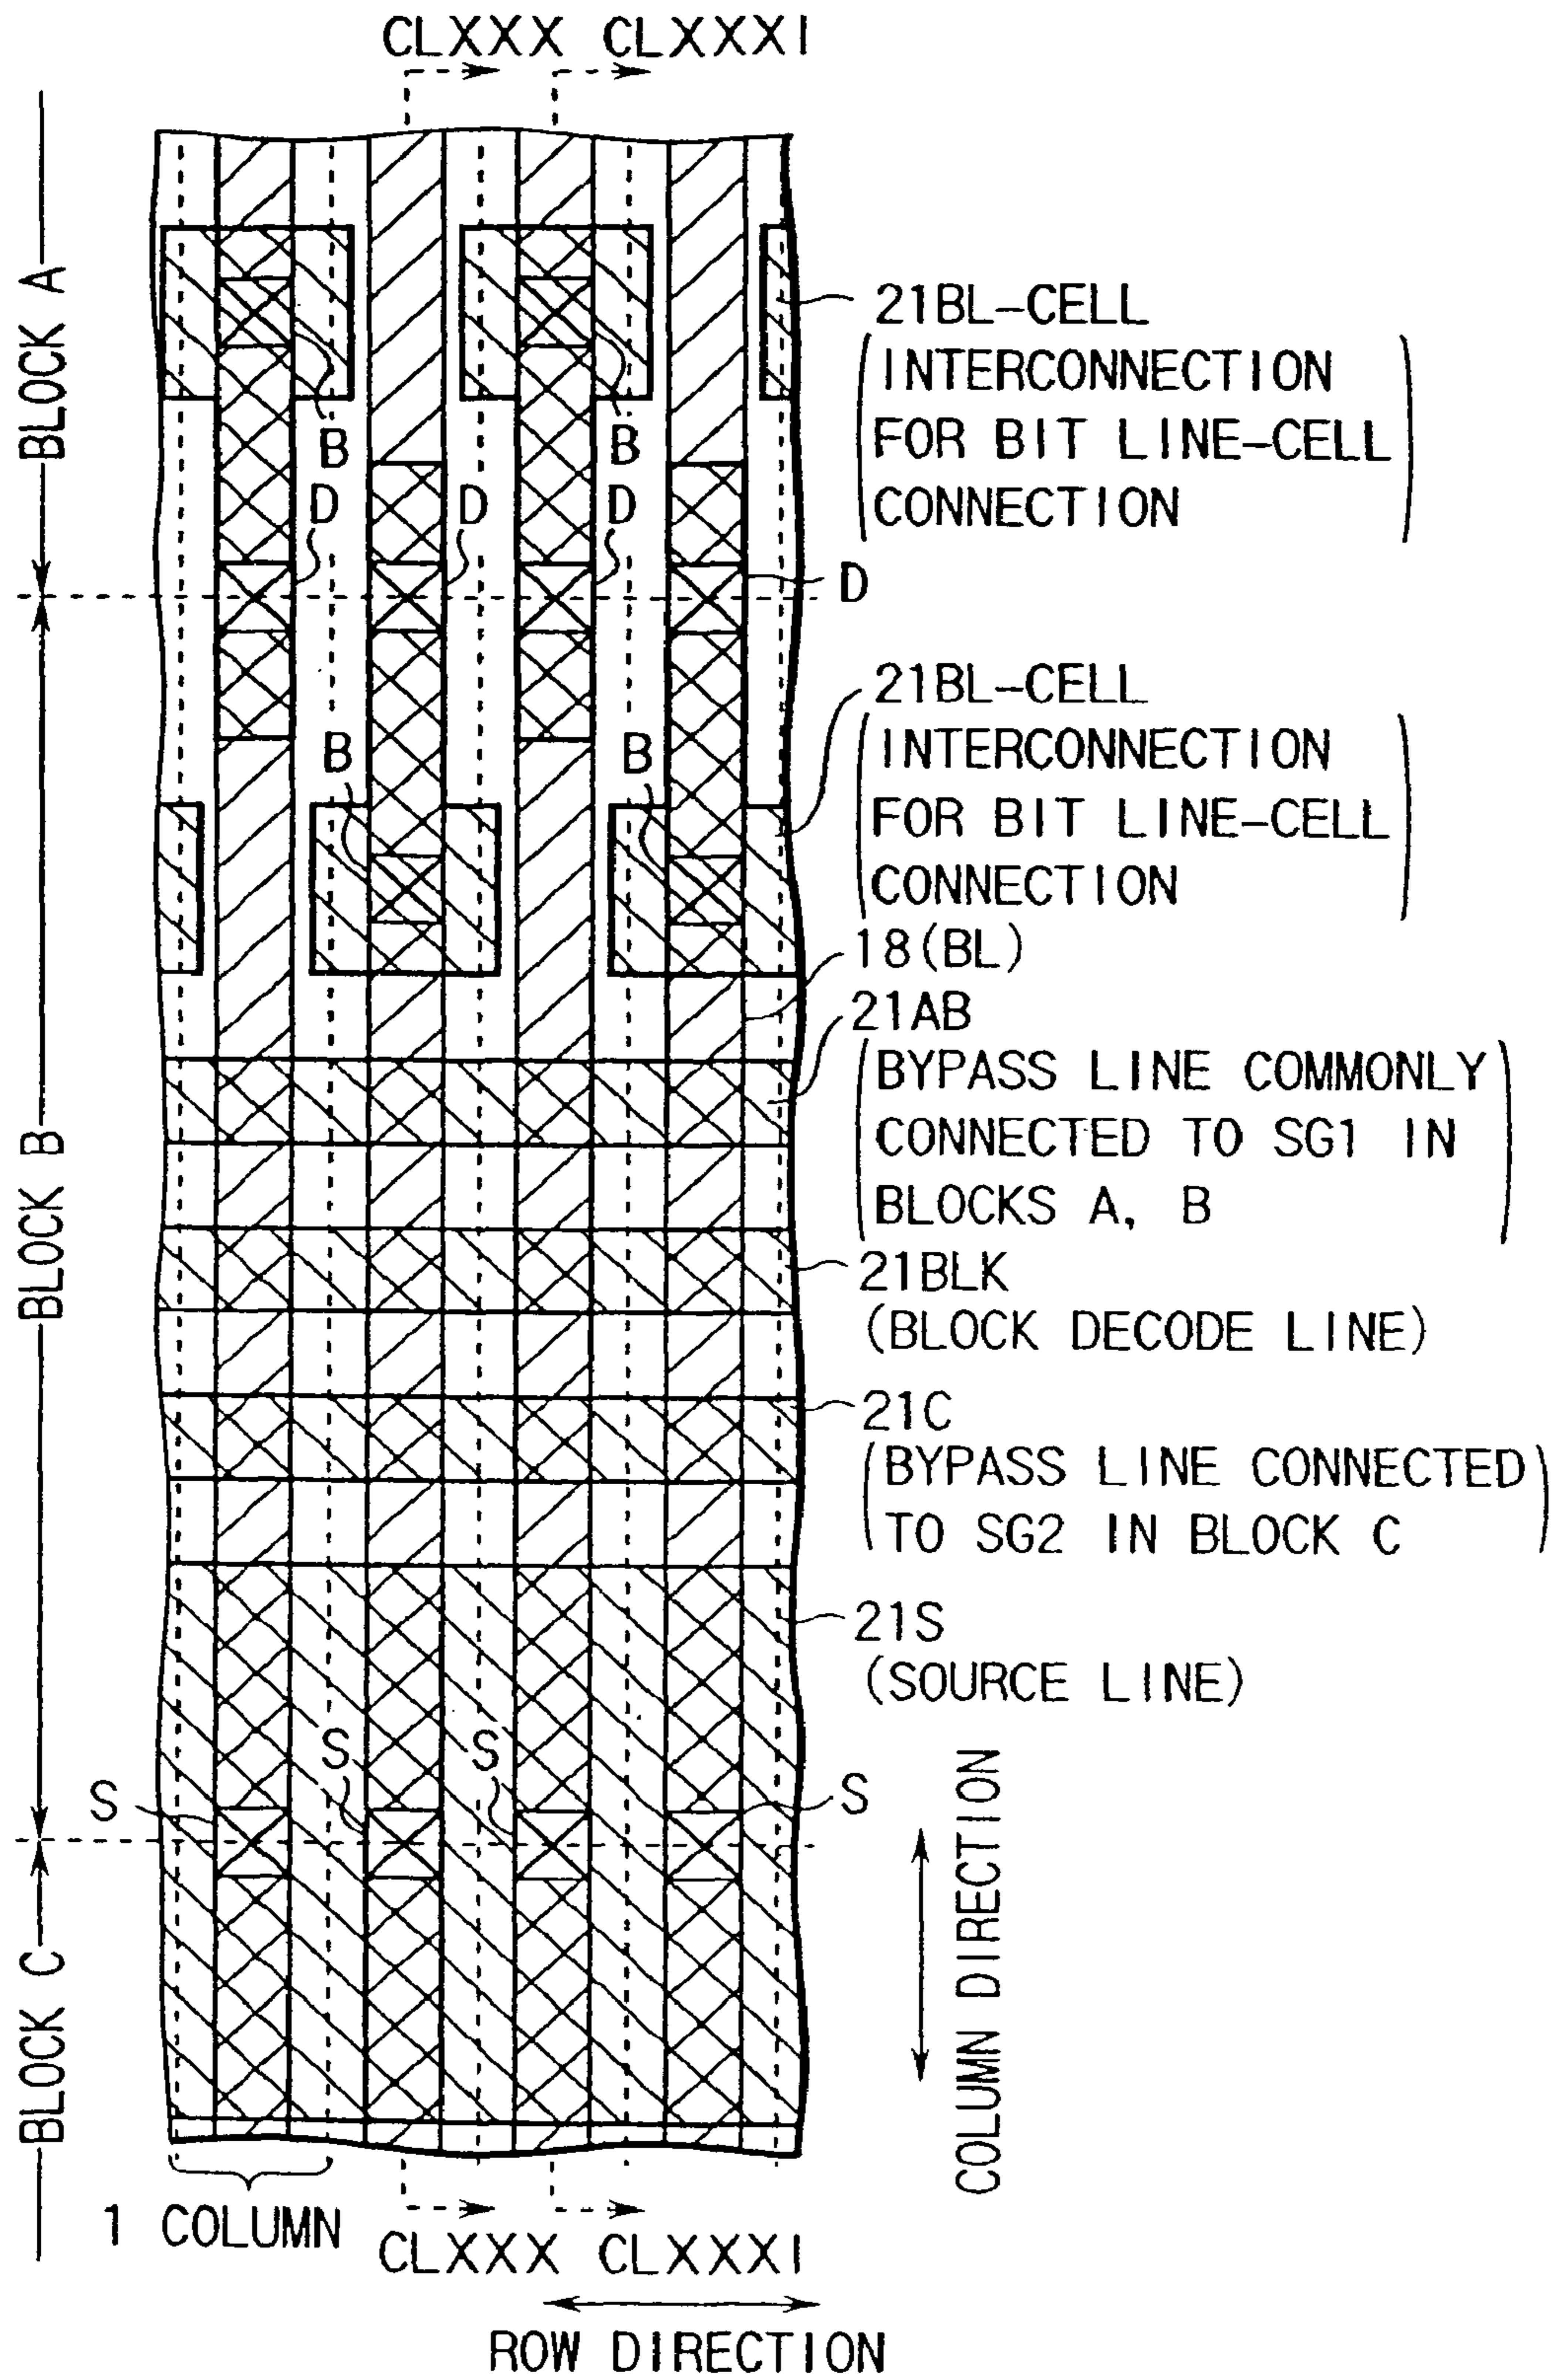 CLXXX CLXXXI
BLOCK A
21BL-CELL
(INTERCONNECTION
FOR BIT LINE-CELL
CONNECTION)
B
B
D
D
D
D
21BL-CELL
(INTERCONNECTION
FOR BIT LINE-CELL
CONNECTION)
B
B
18(BL)
21AB
(BYPASS LINE COMMONLY
CONNECTED TO SG1 IN
BLOCKS A, B)
BLOCK B
21BLK
(BLOCK DECODE LINE)
21C
(BYPASS LINE CONNECTED
TO SG2 IN BLOCK C)
21S
(SOURCE LINE)
S
S
S
S
COLUMN DIRECTION
BLOCK C
1 COLUMN
CLXXX CLXXXI
ROW DIRECTION